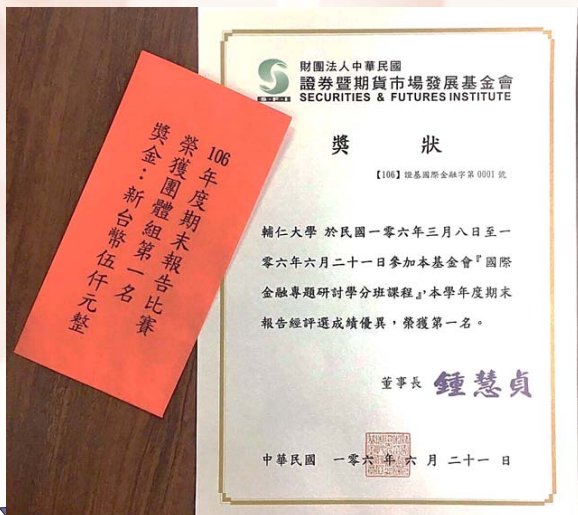 106年度期末報告比賽
榮獲團體組第一名
獎金：新台幣伍仟元整
財團法人中華民國
證券暨期貨市場發展基金會
S·F·I
SECURITIES & FUTURES INSTITUTE
獎 狀
【106】證基國際金融字第 0001 號
輔仁大學 於民國一零六年三月八日至一
零六年六月二十一日參加本基金會『國際
金融專題研討學分班課程』，本學年度期末
報告經評選成績優異，榮獲第一名。
董事長 鍾慧貞
中華民國 一零六 年 六 月 二十一 日